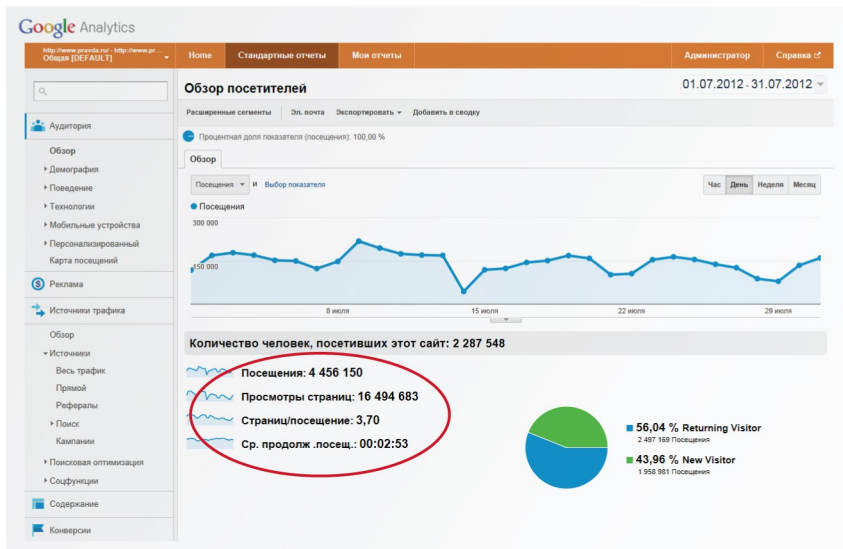 Google Analytics
http://www.pravda.ru/ - http://www.pr...
Общая [DEFAULT]
Home
Стандартные отчеты
Мои отчеты
Администратор
Справка
Аудитория
Обзор
Демография
Поведение
Технологии
Мобильные устройства
Персонализированный
Карта посещений
Реклама
Источники трафика
Обзор
Источники
Весь трафик
Прямой
Рефералы
Поиск
Кампании
Поисковая оптимизация
Соцфункции
Содержание
Конверсии
Обзор посетителей
01.07.2012 - 31.07.2012
Расширенные сегменты
Эл. почта
Экспортировать
Добавить в сводку
Процентная доля показателя (посещения): 100,00 %
Обзор
Посещения
И
Выбор показателя
Час
День
Неделя
Месяц
Посещения
300 000
150 000
8 июля
15 июля
22 июля
29 июля
Количество человек, посетивших этот сайт: 2 287 548
Посещения: 4 456 150
Просмотры страниц: 16 494 683
Страниц/посещение: 3,70
Ср. продолж .посещ.: 00:02:53
56,04 % Returning Visitor
2 497 169 Посещения
43,96 % New Visitor
1 958 981 Посещения